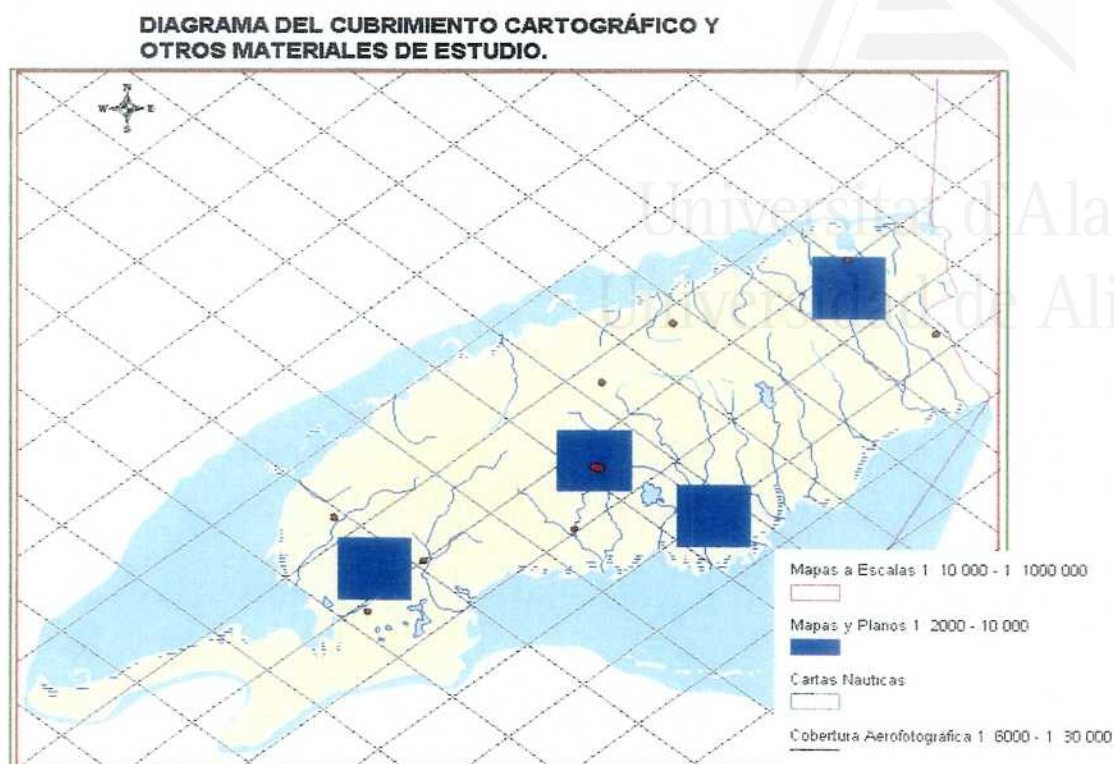 DIAGRAMA DEL CUBRIMIENTO CARTOGRÁFICO Y
OTROS MATERIALES DE ESTUDIO.
N
W E
S
Universitat d'Ala
Universidad de Ali
Mapas a Escalas 1 10 000 - 1 1000 000
Mapas y Planos 1 2000 - 10 000
Cartas Nauticas
Cobertura Aerofotográfica 1 6000 - 1 30 000